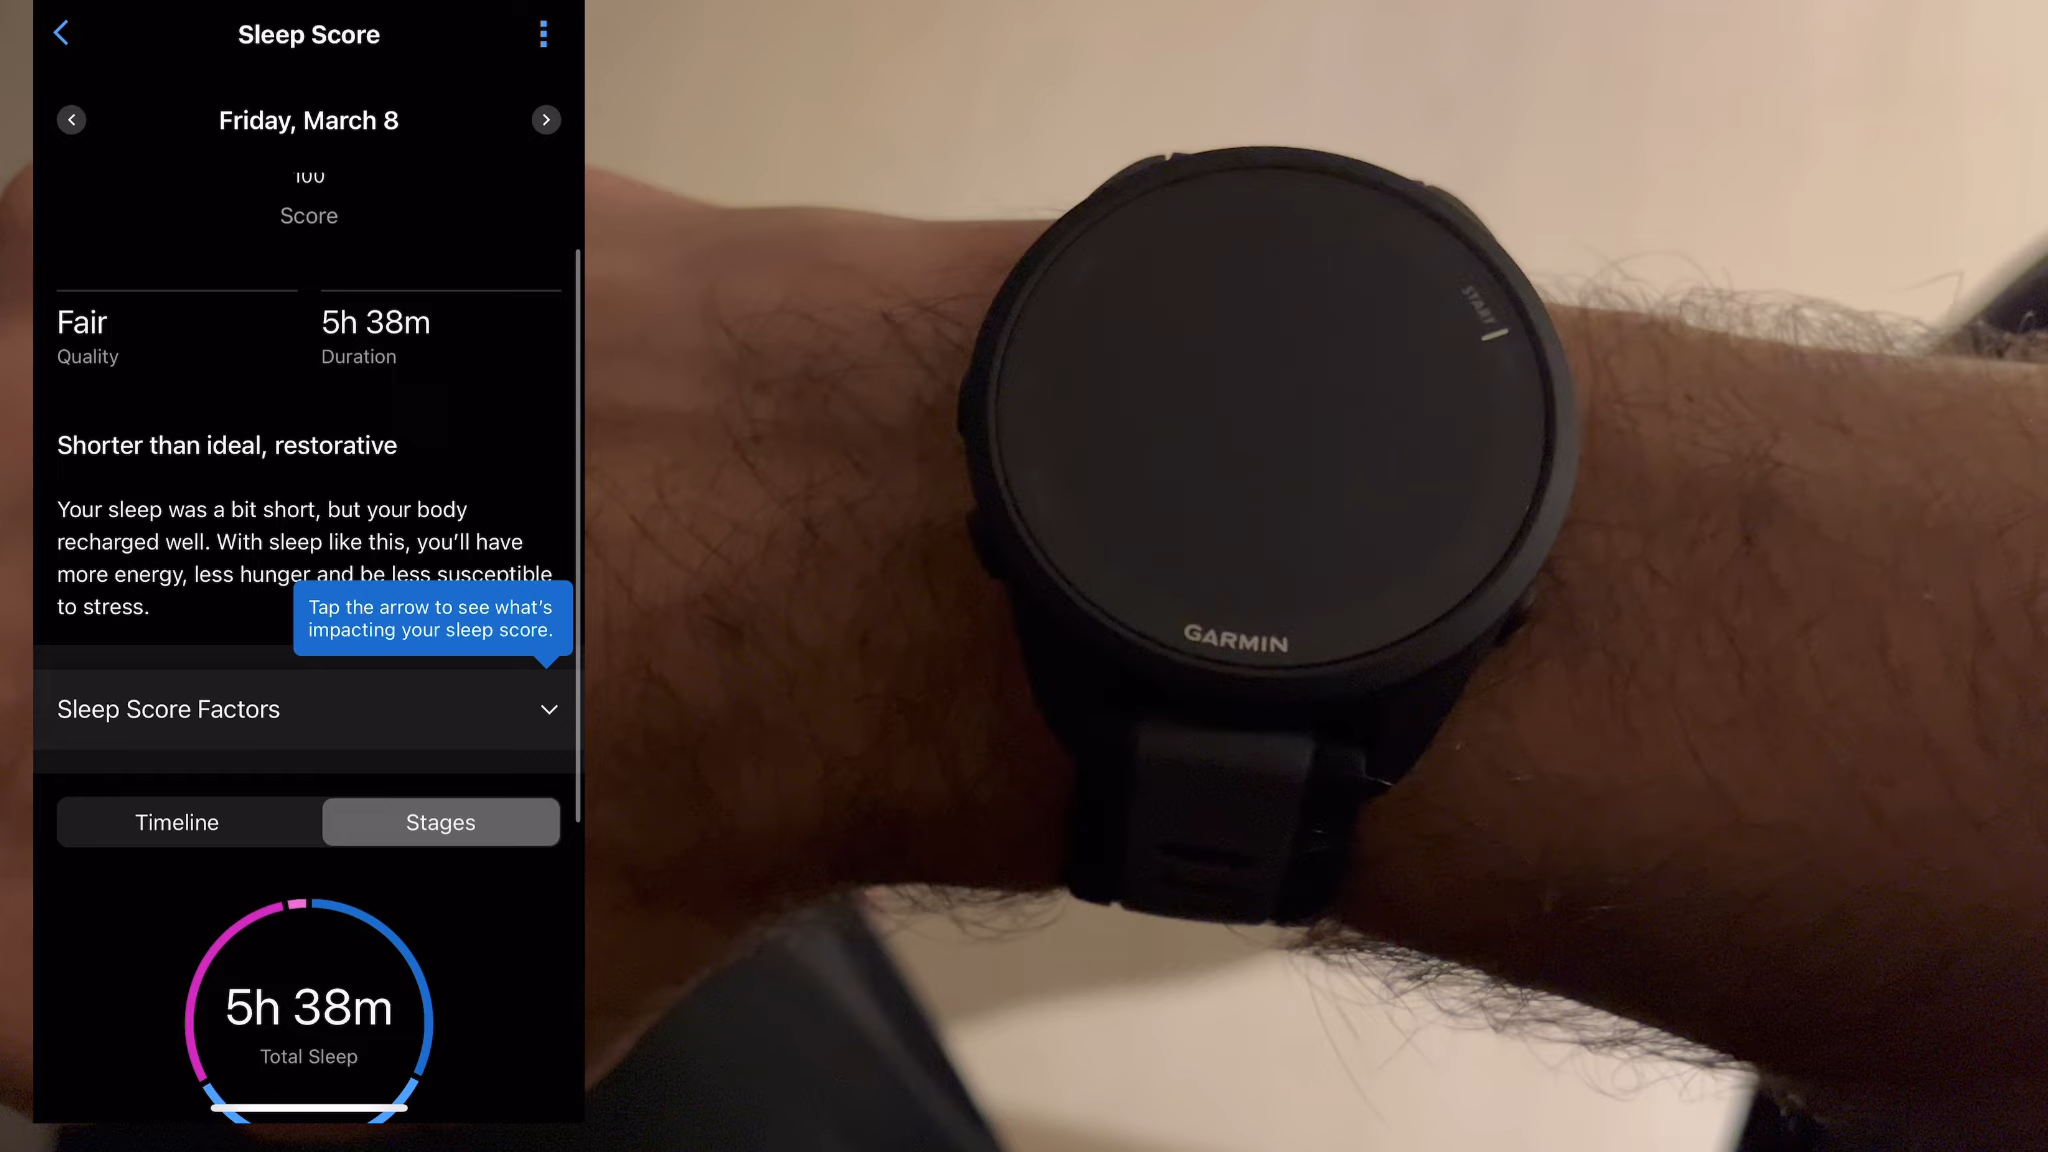 Sleep Score
Friday, March 8
100
Score
Fair
Quality
5h 38m
Duration
Shorter than ideal, restorative
Your sleep was a bit short, but your body
recharged well. With sleep like this, you'll have
more energy, less hunger and be less susceptible
to stress.
Tap the arrow to see what's
impacting your sleep score.
Sleep Score Factors
Timeline
Stages
5h 38m
Total Sleep
START
GARMIN